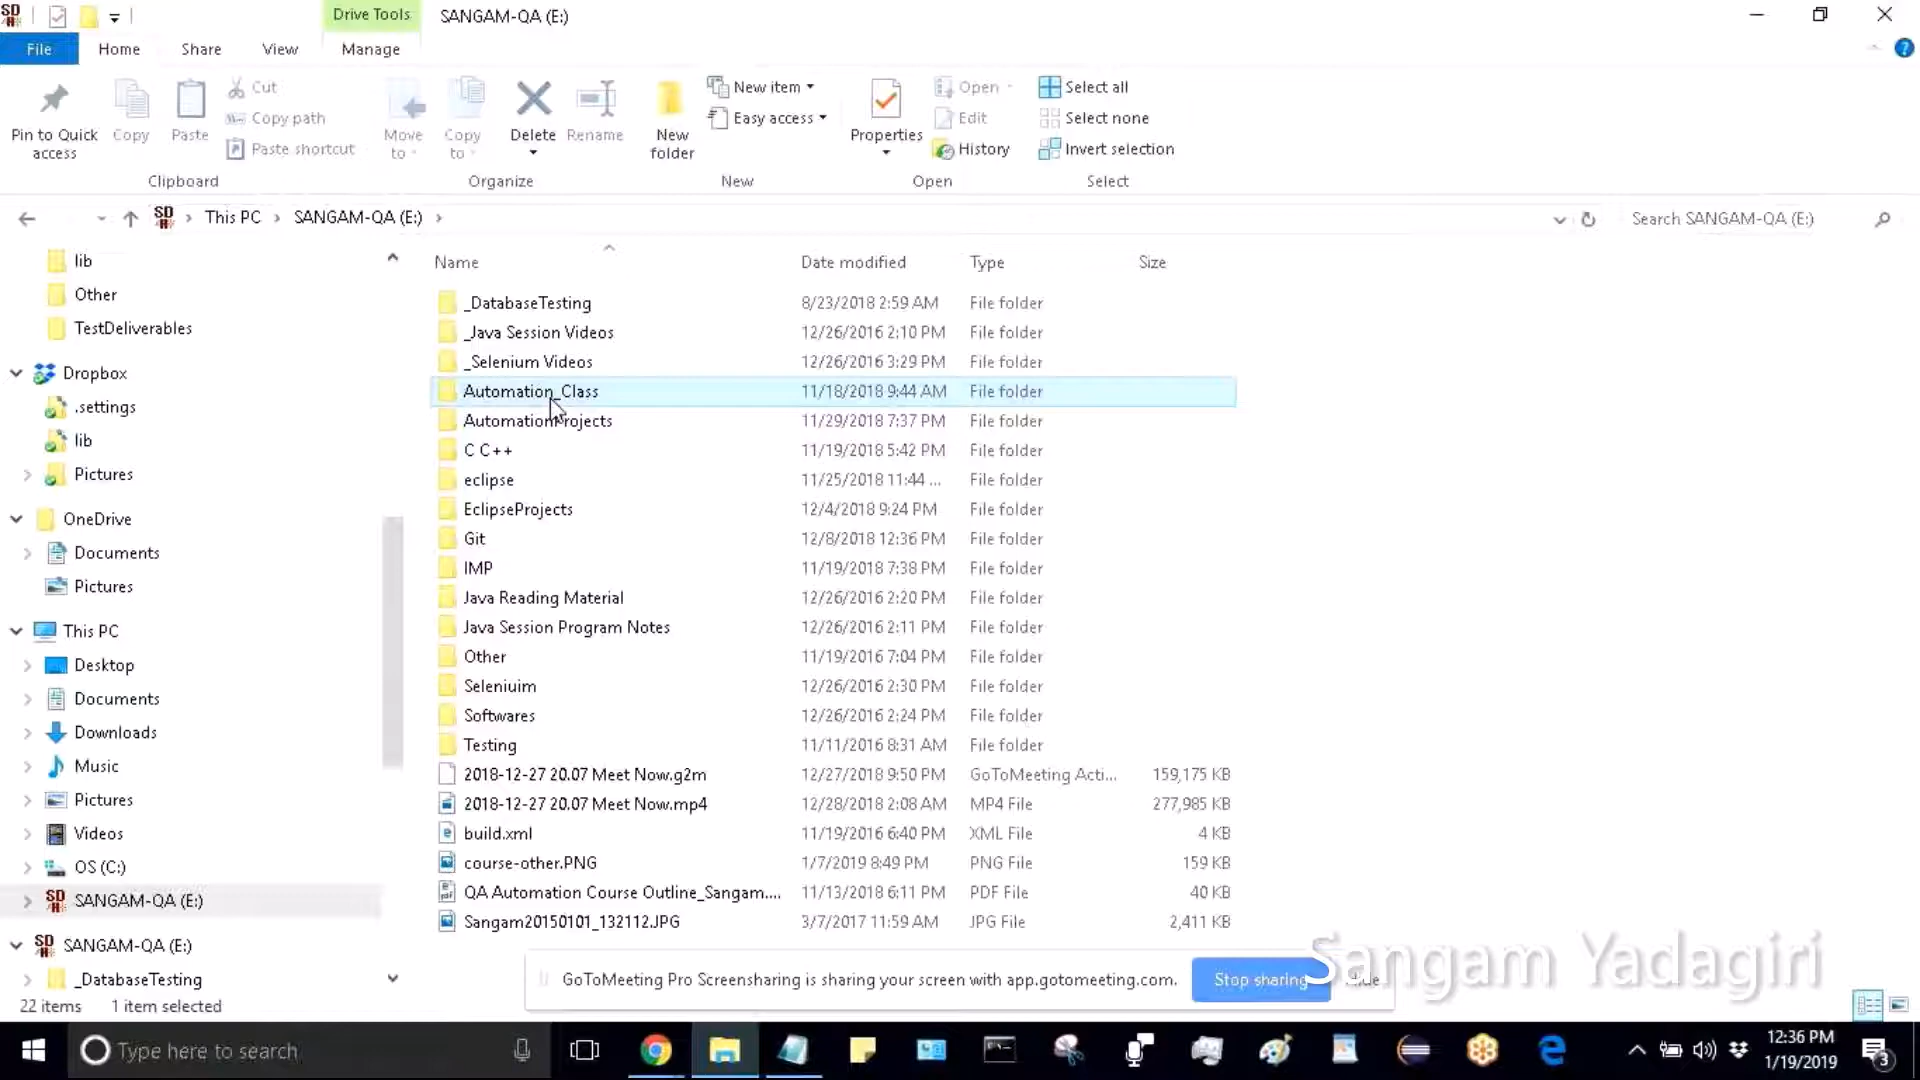 Drive Tools SANGAM-QA (E:)
File Home Share View Manage
Pin to Quick access
Copy
Paste
Cut
Copy path
Paste shortcut
Clipboard
Move to
Copy to
Delete
Rename
Organize
New folder
New item
Easy access
New
Properties
Open
Edit
History
Open
Select all
Select none
Invert selection
Select
This PC SANGAM-QA (E:)
Search SANGAM-QA (E:)
lib
Other
TestDeliverables
Dropbox
.settings
lib
Pictures
OneDrive
Documents
Pictures
This PC
Desktop
Documents
Downloads
Music
Pictures
Videos
OS (C:)
SANGAM-QA (E:)
SANGAM-QA (E:)
_DatabaseTesting
Name Date modified Type Size
_DatabaseTesting 8/23/2018 2:59 AM File folder
_Java Session Videos 12/26/2016 2:10 PM File folder
_Selenium Videos 12/26/2016 3:29 PM File folder
Automation_Class 11/18/2018 9:44 AM File folder
AutomationProjects 11/29/2018 7:37 PM File folder
C C++ 11/19/2018 5:42 PM File folder
eclipse 11/25/2018 11:44 ... File folder
EclipseProjects 12/4/2018 9:24 PM File folder
Git 12/8/2018 12:36 PM File folder
IMP 11/19/2018 7:38 PM File folder
Java Reading Material 12/26/2016 2:20 PM File folder
Java Session Program Notes 12/26/2016 2:11 PM File folder
Other 11/19/2016 7:04 PM File folder
Seleniuim 12/26/2016 2:30 PM File folder
Softwares 12/26/2016 2:24 PM File folder
Testing 11/11/2016 8:31 AM File folder
2018-12-27 20.07 Meet Now.g2m 12/27/2018 9:50 PM GoToMeeting Acti... 159,175 KB
2018-12-27 20.07 Meet Now.mp4 12/28/2018 2:08 AM MP4 File 277,985 KB
build.xml 11/19/2016 6:40 PM XML File 4 KB
course-other.PNG 1/7/2019 8:49 PM PNG File 159 KB
QA Automation Course Outline_Sangam.... 11/13/2018 6:11 PM PDF File 40 KB
Sangam20150101_132112.JPG 3/7/2017 11:59 AM JPG File 2,411 KB
GoToMeeting Pro Screensharing is sharing your screen with app.gotomeeting.com. Stop sharing
Sangam Yadagiri
22 items 1 item selected
Type here to search
12:36 PM
1/19/2019
3